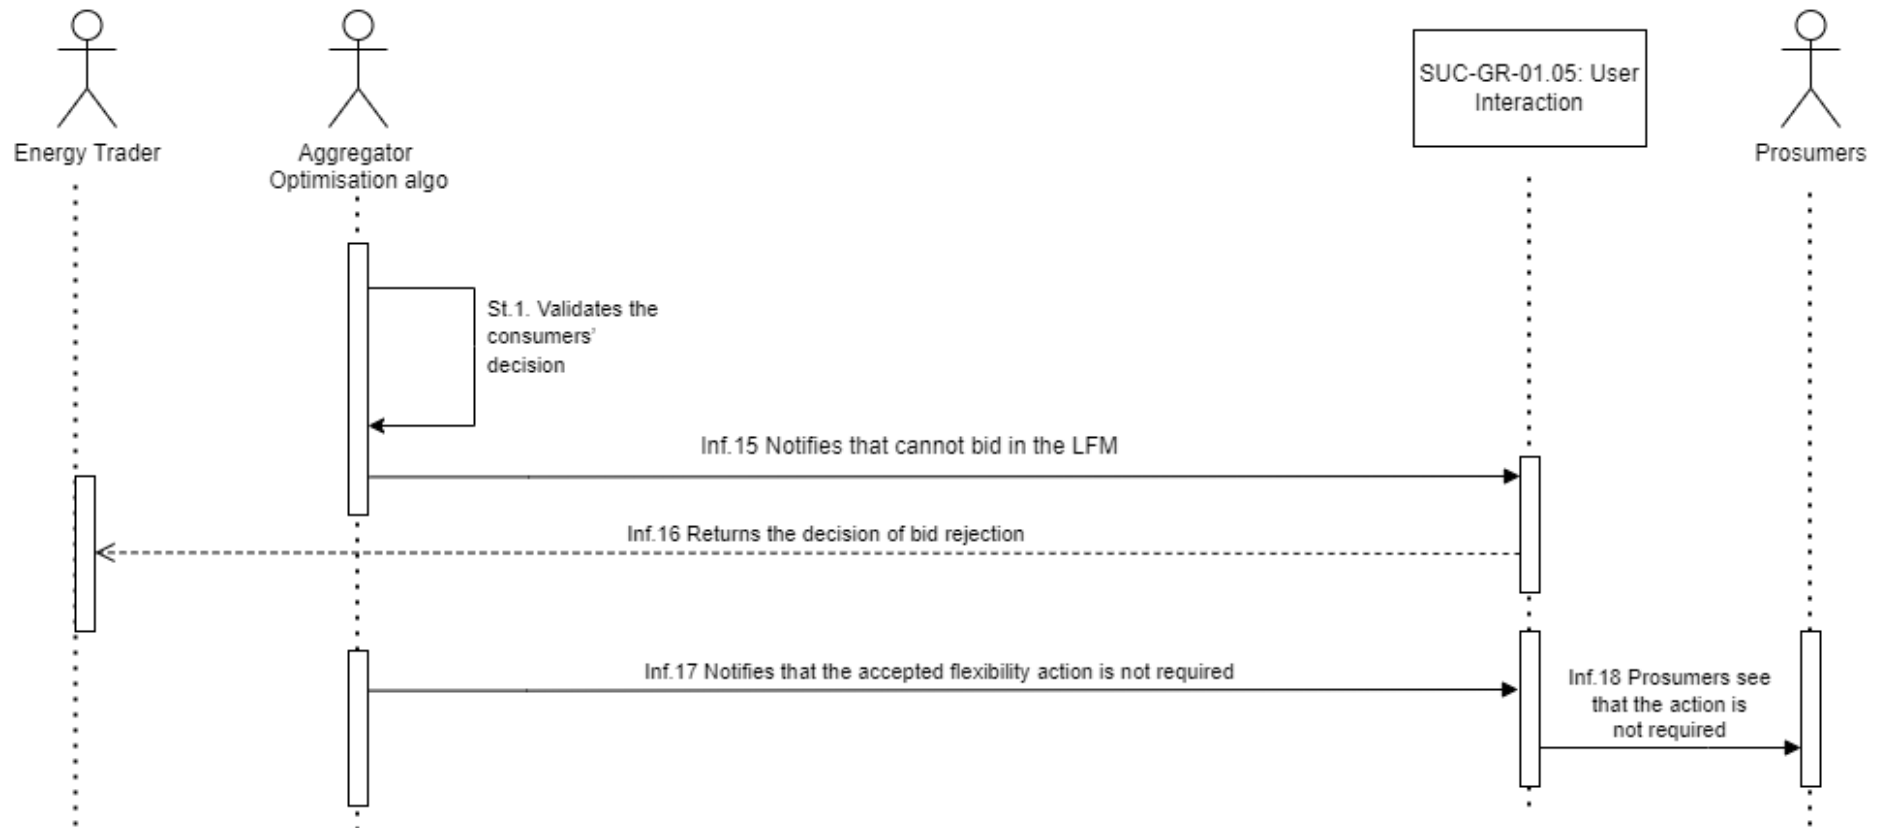 SUC-GR-01.05: User
Interaction
Energy Trader
Aggregator
Optimisation algo
Prosumers
St.1. Validates the
consumers’
decision
Inf.15 Notifies that cannot bid in the LFM
Inf.16 Returns the decision of bid rejection
Inf.17 Notifies that the accepted flexibility action is not required
Inf.18 Prosumers see
that the action is
not required